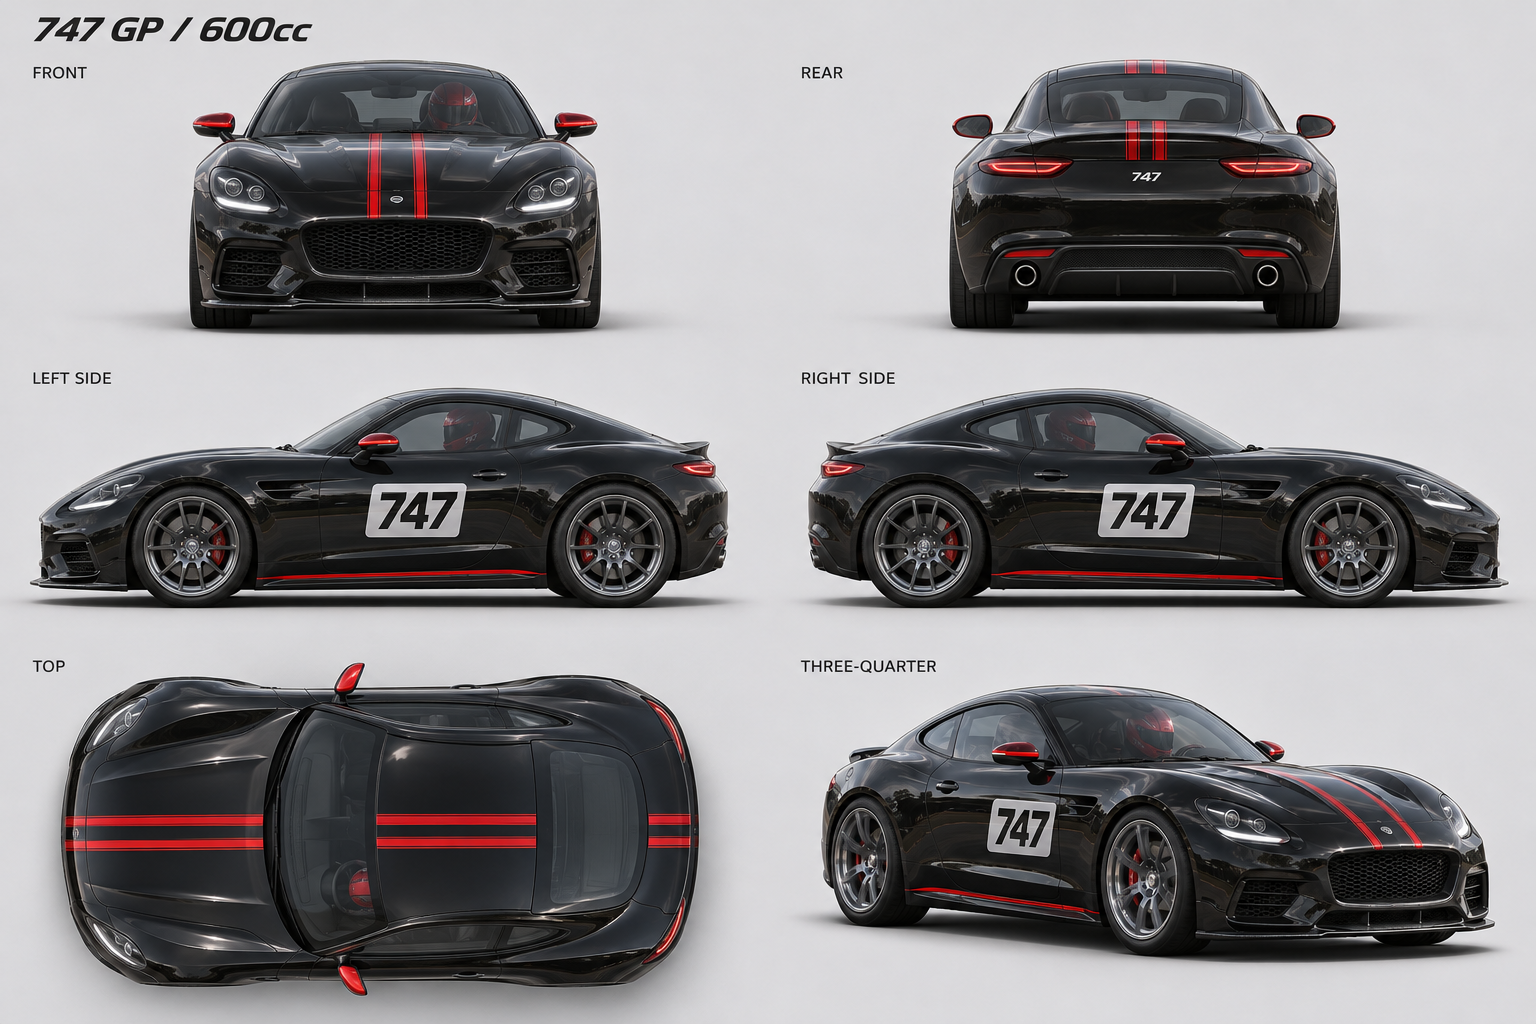 747 GP / 600cc
FRONT
REAR
747
LEFT SIDE
RIGHT SIDE
747
747
TOP
THREE-QUARTER
747